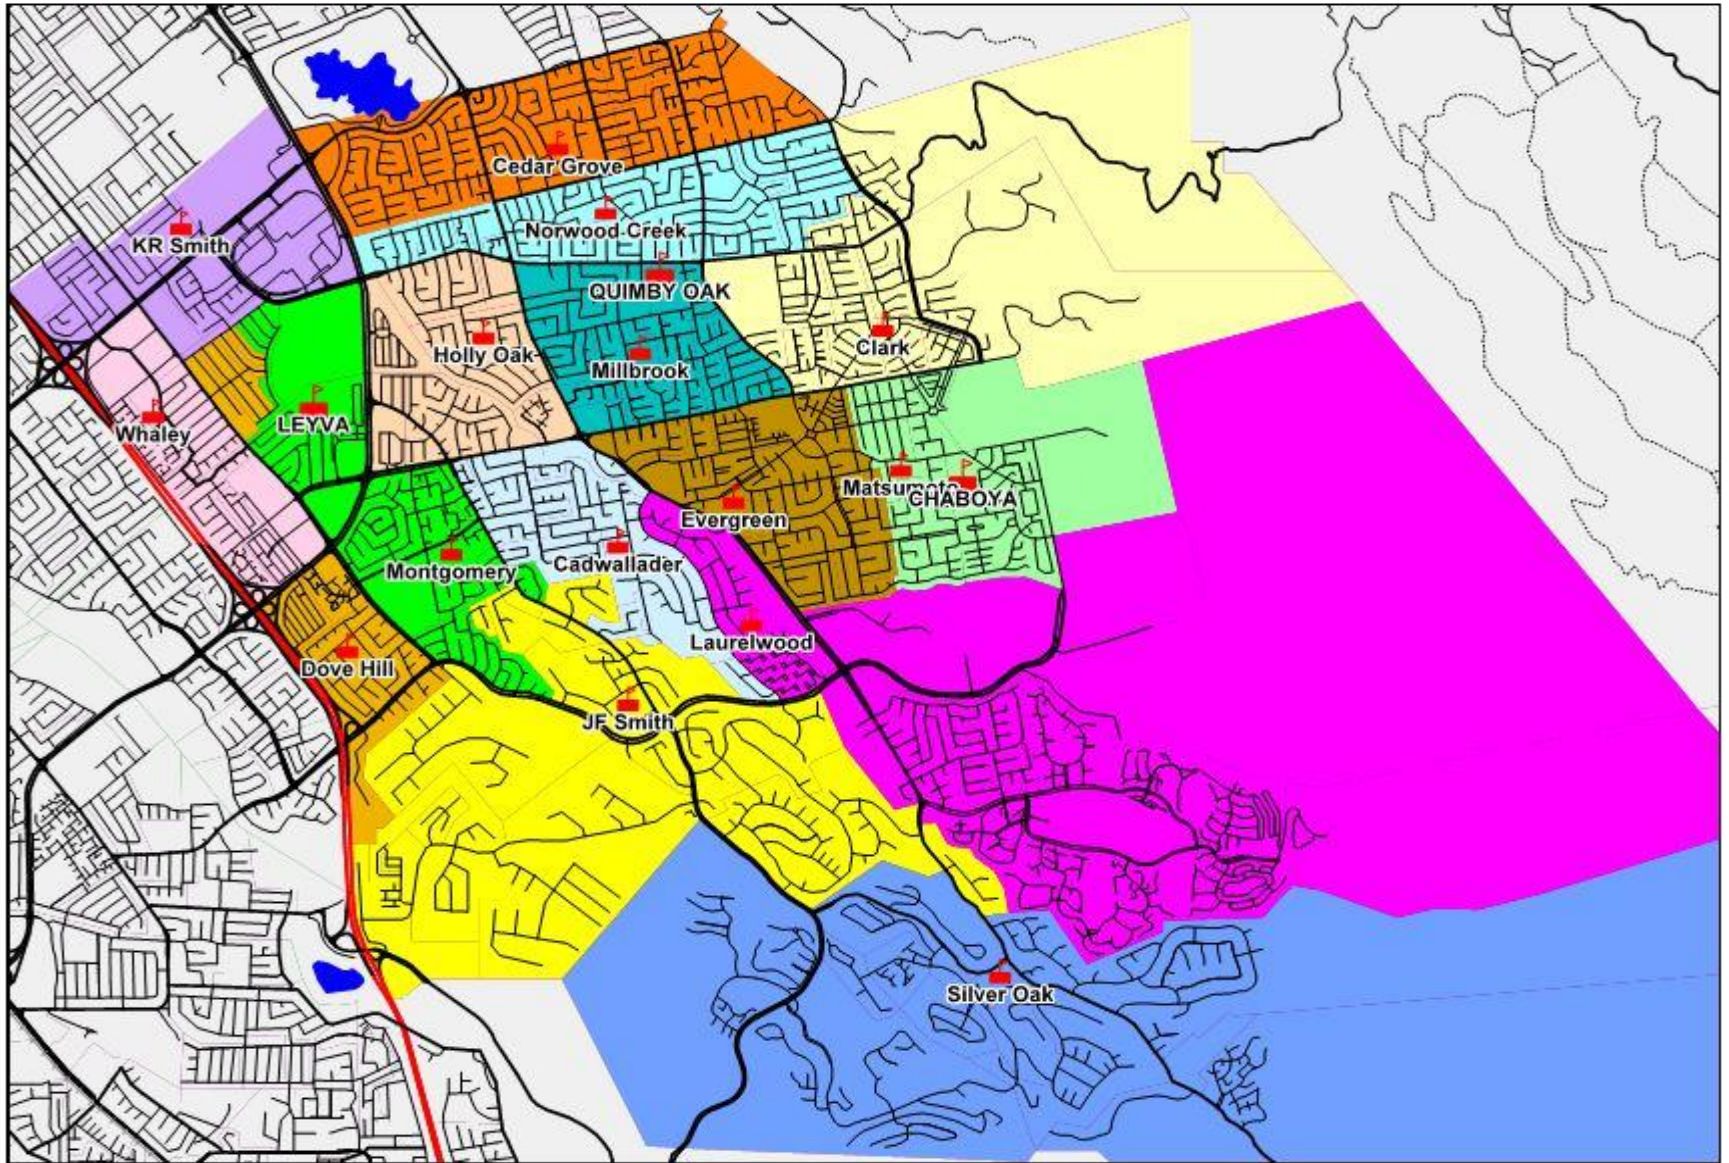 Cedar Grove
Norwood Creek
KR Smith
QUIMBY OAK
Holly Oak
Clark
Millbrook
LEYVA
Whaley
Matsumoto
CHABOYA
Evergreen
Cadwallader
Montgomery
Laurelwood
Dove Hill
JF Smith
Silver Oak